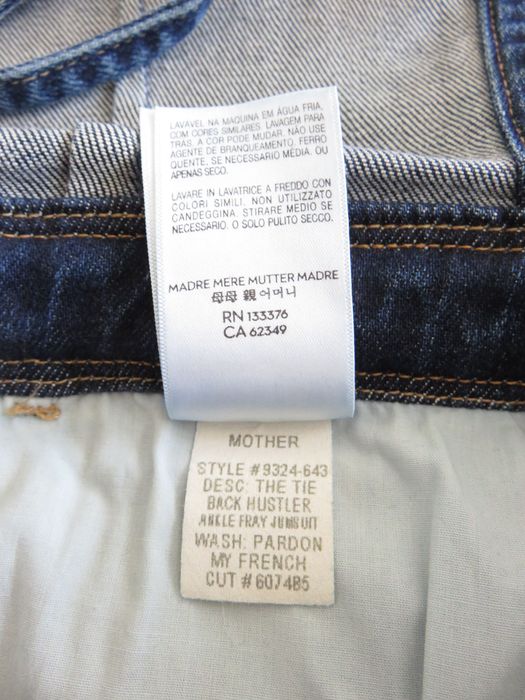 LAVAVEL NA MAQUINA EM ÁGUA FRIA,
COM CORES SIMILARES. LAVAGEM PARA
TRAS. A COR PODE MUDAR. NÃO USE
AGENTE DE BRANQUEAMENTO. FERRO
QUENTE, SE NECESSARIO MÉDIA. OU
APENAS SECO.
LAVARE IN LAVATRICE A FREDDO CON
COLORI SIMILI. NON UTILIZZARE
CANDEGGINA. STIRARE MEDIO SE
NECESSARIO. O SOLO PULITO SECCO.
MADRE MERE MUTTER MADRE
母母 親 어머니
RN 133376
CA 62349
MOTHER
STYLE #9324-643
DESC: THE TIE
BACK HUSTLER
ANKLE FRAY JUMSUIT
WASH: PARDON
MY FRENCH
CUT #6074B5